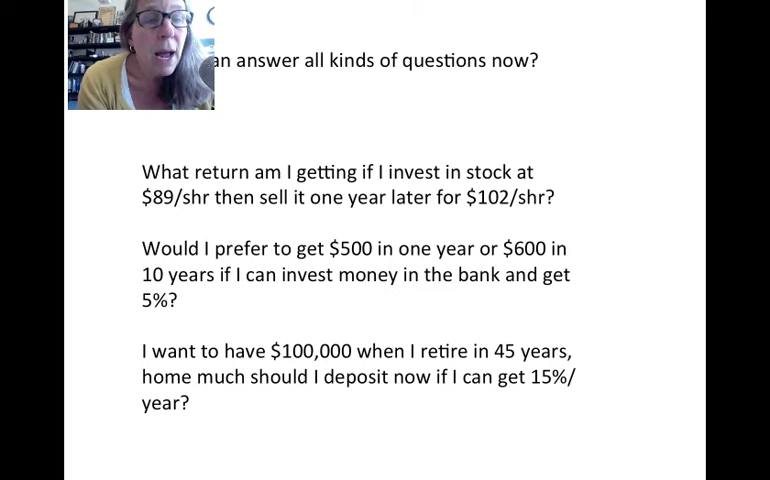 an answer all kinds of questions now?
What return am I getting if I invest in stock at
$89/shr then sell it one year later for $102/shr?
Would I prefer to get $500 in one year or $600 in
10 years if I can invest money in the bank and get
5%?
I want to have $100,000 when I retire in 45 years,
home much should I deposit now if I can get 15%/
year?